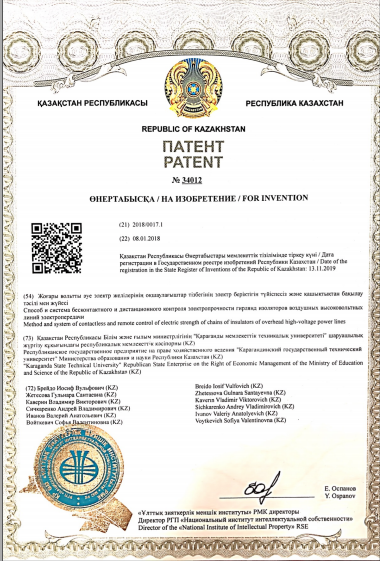 ҚАЗАҚСТАН РЕСПУБЛИКАСЫ
РЕСПУБЛИКА КАЗАХСТАН
REPUBLIC OF KAZAKHSTAN
ПАТЕНТ
PATENT
№ 34012
ӨНЕРТАБЫСҚА / НА ИЗОБРЕТЕНИЕ / FOR INVENTION
(21) 2018/0017.1
(22) 08.01.2018
Қазақстан Республикасы Өнертабыстары мемлекеттік тізілімінде тіркеу күні / Дата
регистрации в Государственном реестре изобретений Республики Казахстан / Date of the
registration in the State Register of Inventions of the Republic of Kazakhstan: 13.11.2019
(54) Жоғары вольтты әуе электр желілерінің оқшаулағыштар тізбегінің электр беріктігін түйіспесіз және қашықтықтан бақылау
тәсілі мен жүйесі
Способ и система бесконтактного и дистанционного контроля электропрочности гирлянд изоляторов воздушных высоковольтных
линий электропередачи
Method and system of contactless and remote control of electric strength of chains of insulators of overhead high-voltage power lines
(73) Қазақстан Республикасы Білім және ғылым министрлігінің "Қарағанды мемлекеттік техникалық университеті" шаруашылық
жүргізу құқығындағы республикалық мемлекеттік кәсіпорны (KZ)
Республиканское государственное предприятие на праве хозяйственного ведения "Карагандинский государственный технический
университет" Министерства образования и науки Республики Казахстан (KZ)
"Karaganda State Technical University" Republican State Enterprise on the Right of Economic Management of the Ministry of Education
and Science of the Republic of Kazakhstan (KZ)
(72) Брейдо Иосиф Вульфович (KZ)
Жетесова Гульнара Сантаевна (KZ)
Каверин Владимир Викторович (KZ)
Сичкаренко Андрей Владимирович (KZ)
Иванов Валерий Анатольевич (KZ)
Войткевич Софья Валентиновна (KZ)
Breido Iosif Vulfovich (KZ)
Zhetessova Gulnara Santayevna (KZ)
Kaverin Vladimir Viktorovich (KZ)
Sichkarenko Andrey Vladimirovich (KZ)
Ivanov Valeriy Anatolyevich (KZ)
Voytkevich Sofiya Valentinovna (KZ)
Е. Оспанов
Y. Ospanov
«Ұлттық зияткерлік меншік институты» РМК директоры
Директор РГП «Национальный институт интеллектуальной собственности»
Director of the «National Institute of Intellectual Property» RSE